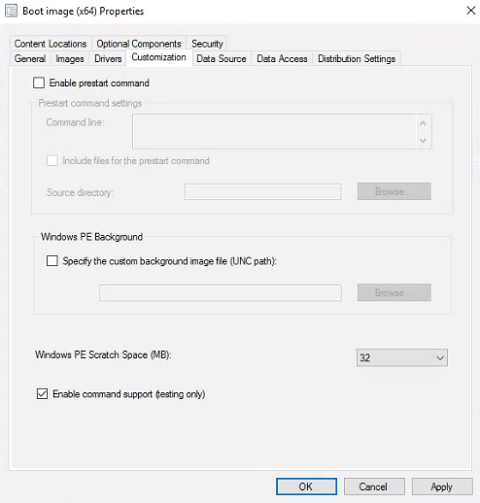 Boot image (x64) Properties
Content Locations Optional Components Security
General Images Drivers Customization Data Source Data Access Distribution Settings
Enable prestart command
Prestart command settings
Command line:
Include files for the prestart command
Source directory:
Browse...
Windows PE Background
Specify the custom background image file (UNC path):
Browse...
Windows PE Scratch Space (MB):
32
Enable command support (testing only)
OK Cancel Apply